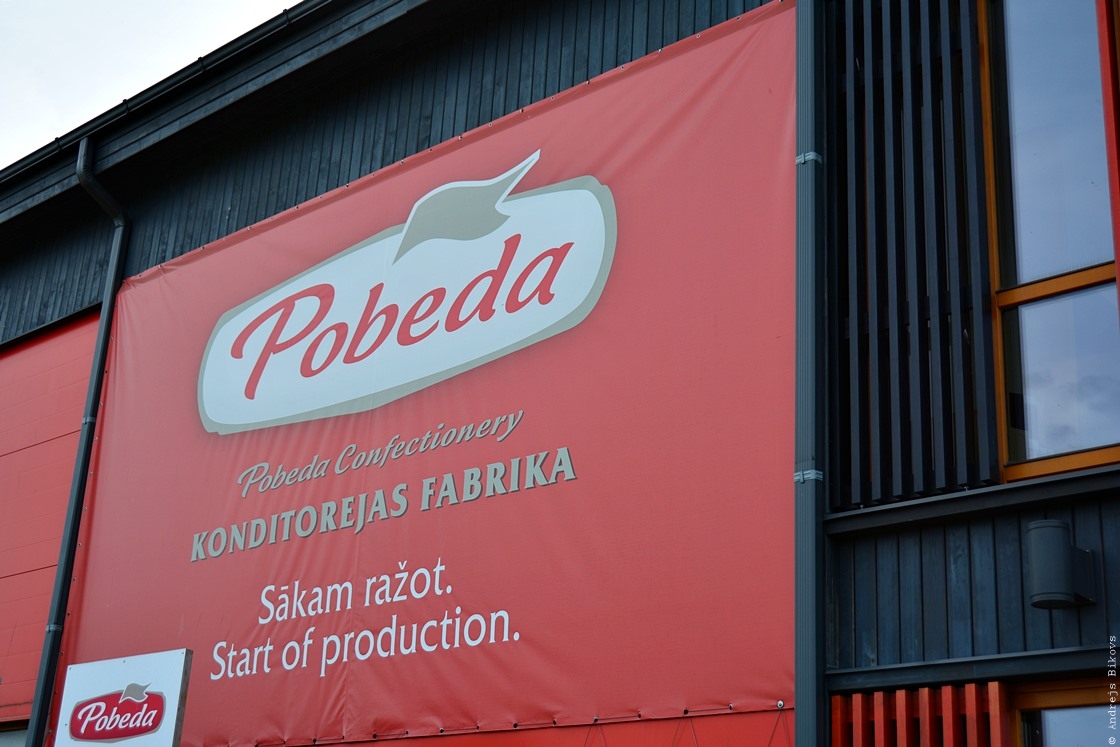 Pobeda
Pobeda Confectionery
KONDITOREJAS FABRIKA
Sākam ražot.
Start of production.
Pobeda
© Andrejs Bikovs